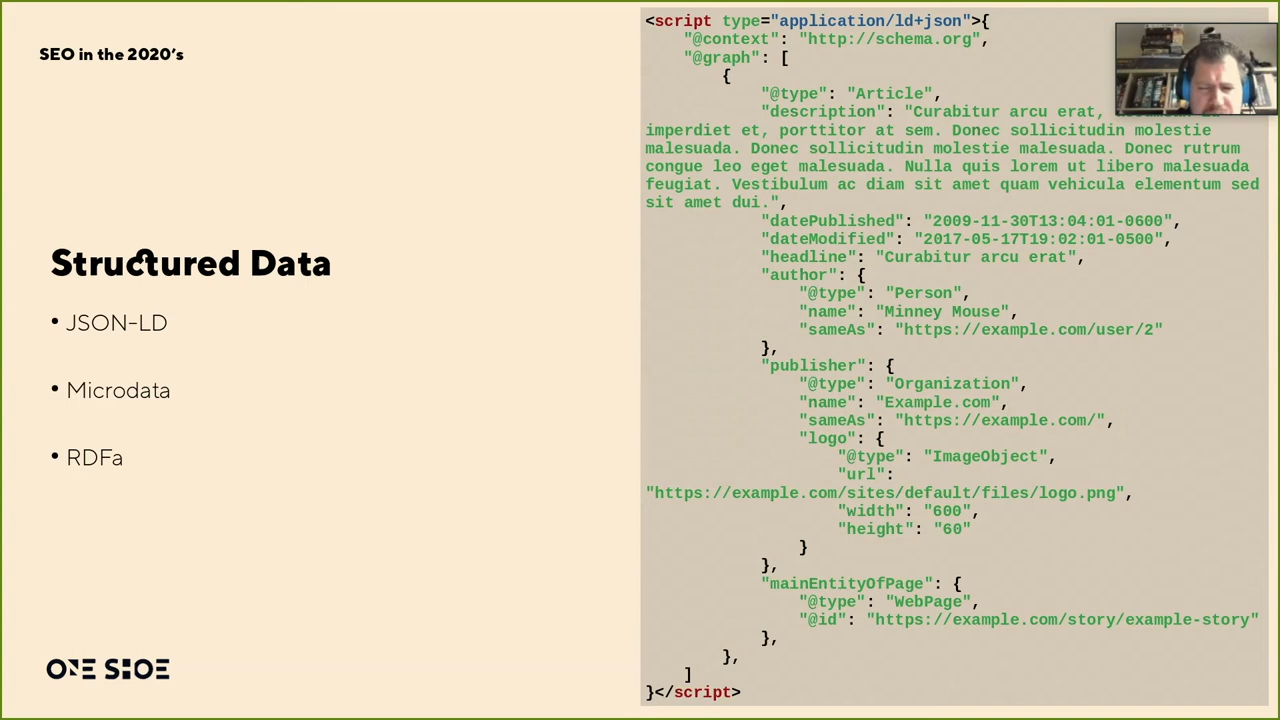 SEO in the 2020's
Structured Data
• JSON-LD
• Microdata
• RDFa
ONE SHOE
<script type="application/ld+json">{
"@context": "http://schema.org",
"@graph": [
{
"@type": "Article",
"description": "Curabitur arcu erat,
imperdiet et, porttitor at sem. Donec sollicitudin molestie
malesuada. Donec sollicitudin molestie malesuada. Donec rutrum
congue leo eget malesuada. Nulla quis lorem ut libero malesuada
feugiat. Vestibulum ac diam sit amet quam vehicula elementum sed
sit amet dui.",
"datePublished": "2009-11-30T13:04:01-0600",
"dateModified": "2017-05-17T19:02:01-0500",
"headline": "Curabitur arcu erat",
"author": {
"@type": "Person",
"name": "Minney Mouse",
"sameAs": "https://example.com/user/2"
},
"publisher": {
"@type": "Organization",
"name": "Example.com",
"sameAs": "https://example.com/",
"logo": {
"@type": "ImageObject",
"url":
"https://example.com/sites/default/files/logo.png",
"width": "600",
"height": "60"
}
},
"mainEntityOfPage": {
"@type": "WebPage",
"@id": "https://example.com/story/example-story"
},
},
]
}</script>